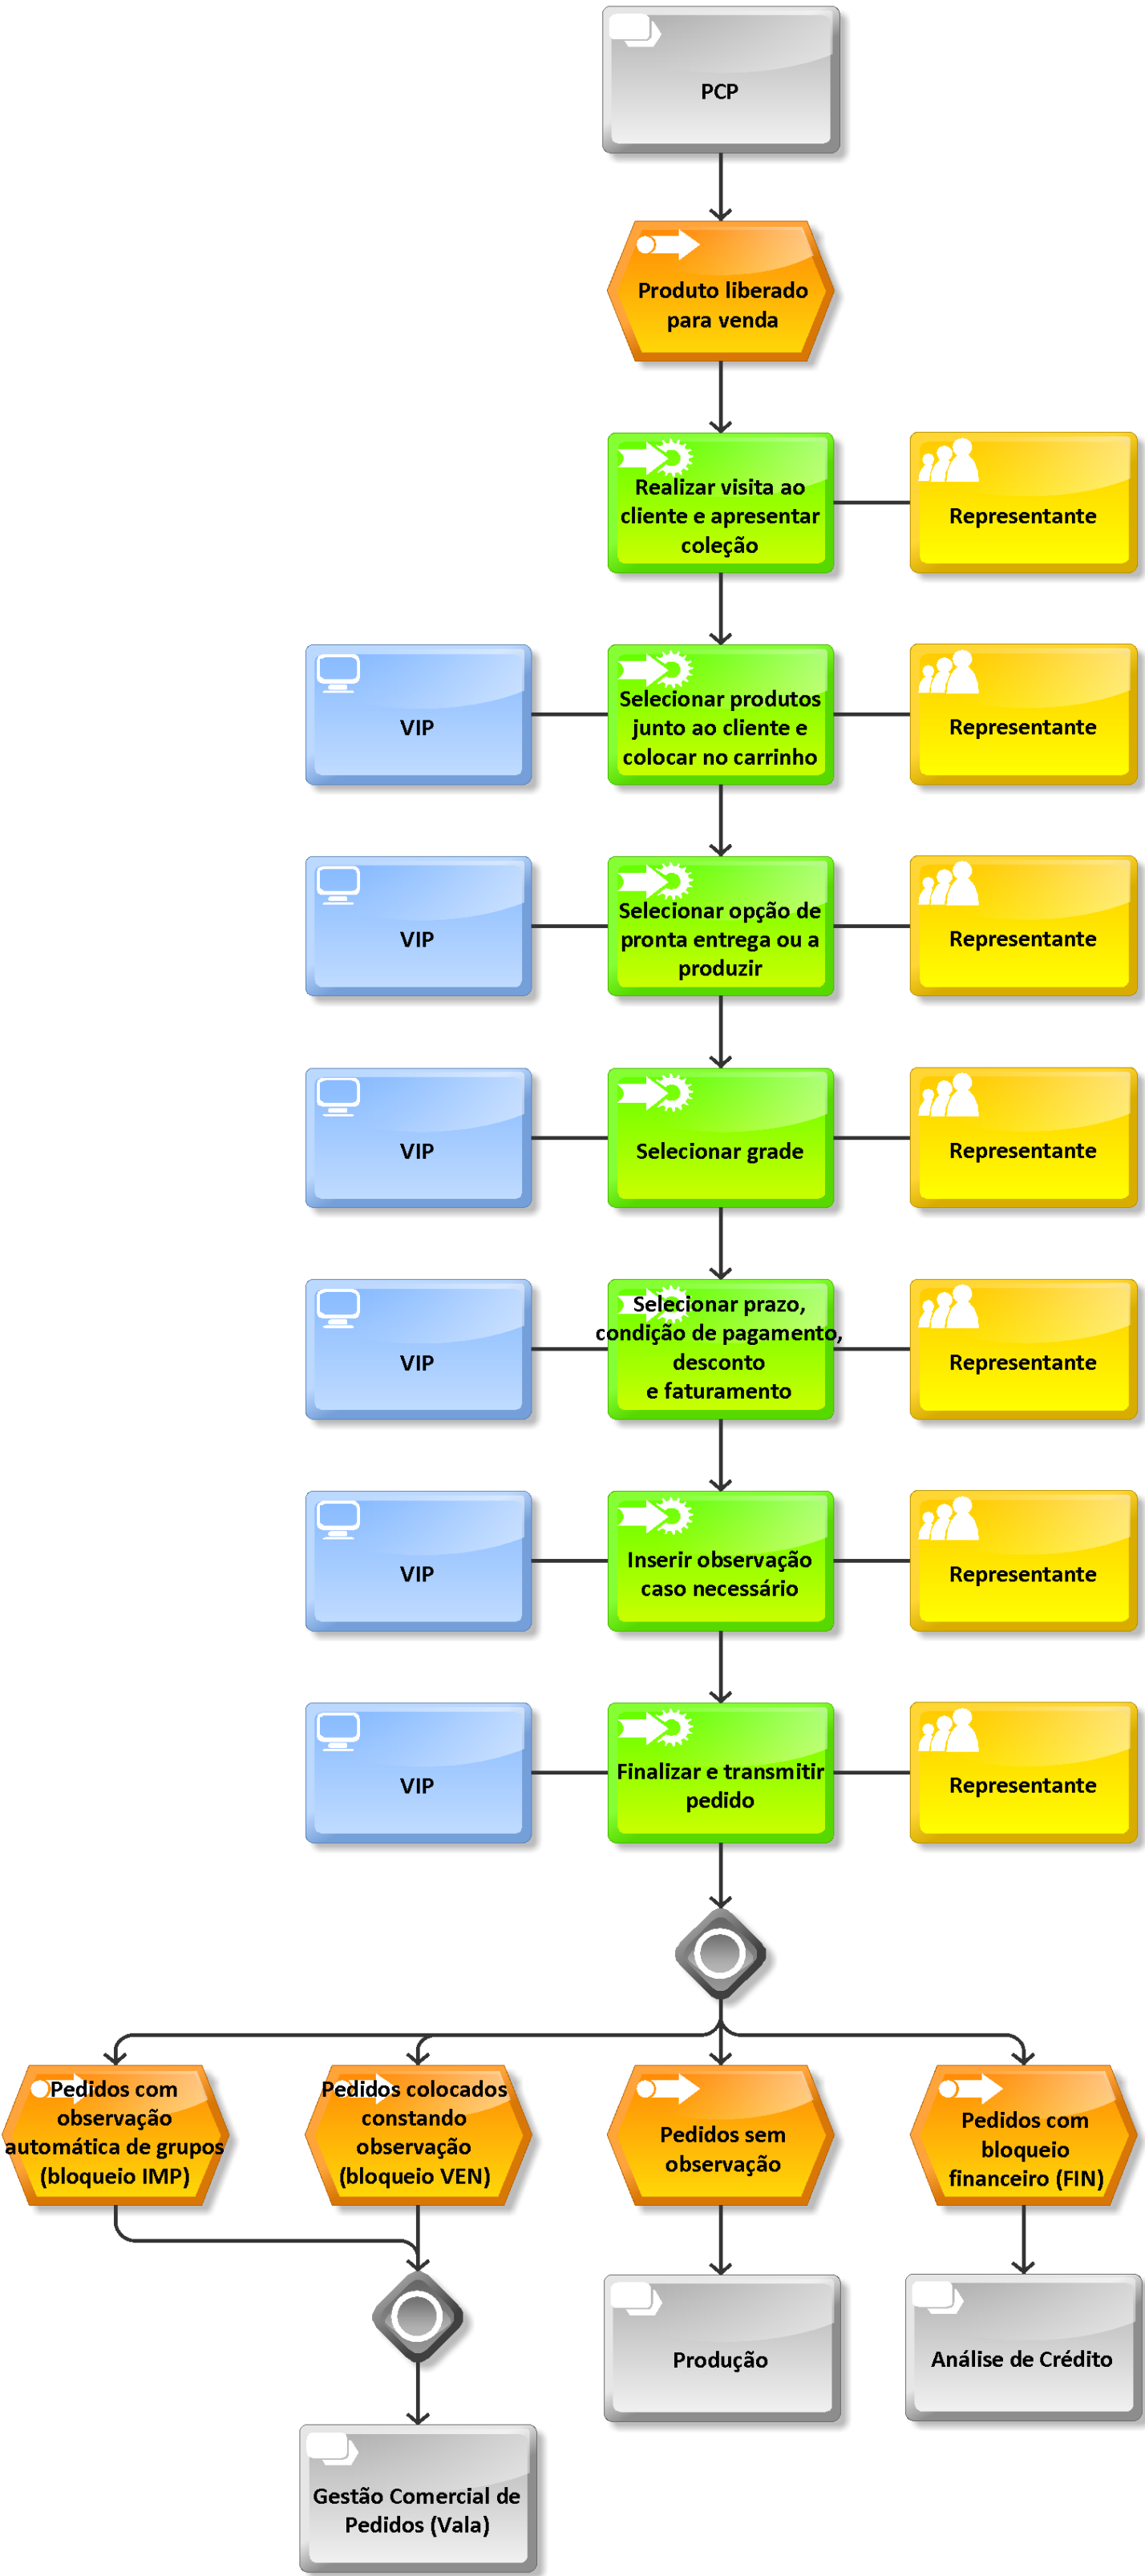 PCP
Produto liberado
para venda
Realizar visita ao
cliente e apresentar
coleção
Representante
VIP
Selecionar produtos
junto ao cliente e
colocar no carrinho
Representante
VIP
Selecionar opção de
pronta entrega ou a
produzir
Representante
VIP
Selecionar grade
Representante
VIP
Selecionar prazo,
condição de pagamento,
desconto
e faturamento
Representante
VIP
Inserir observação
caso necessário
Representante
VIP
Finalizar e transmitir
pedido
Representante
Pedidos com
observação
automática de grupos
(bloqueio IMP)
Pedidos colocados
constando
observação
(bloqueio VEN)
Pedidos sem
observação
Pedidos com
bloqueio
financeiro (FIN)
Produção
Análise de Crédito
Gestão Comercial de
Pedidos (Vala)